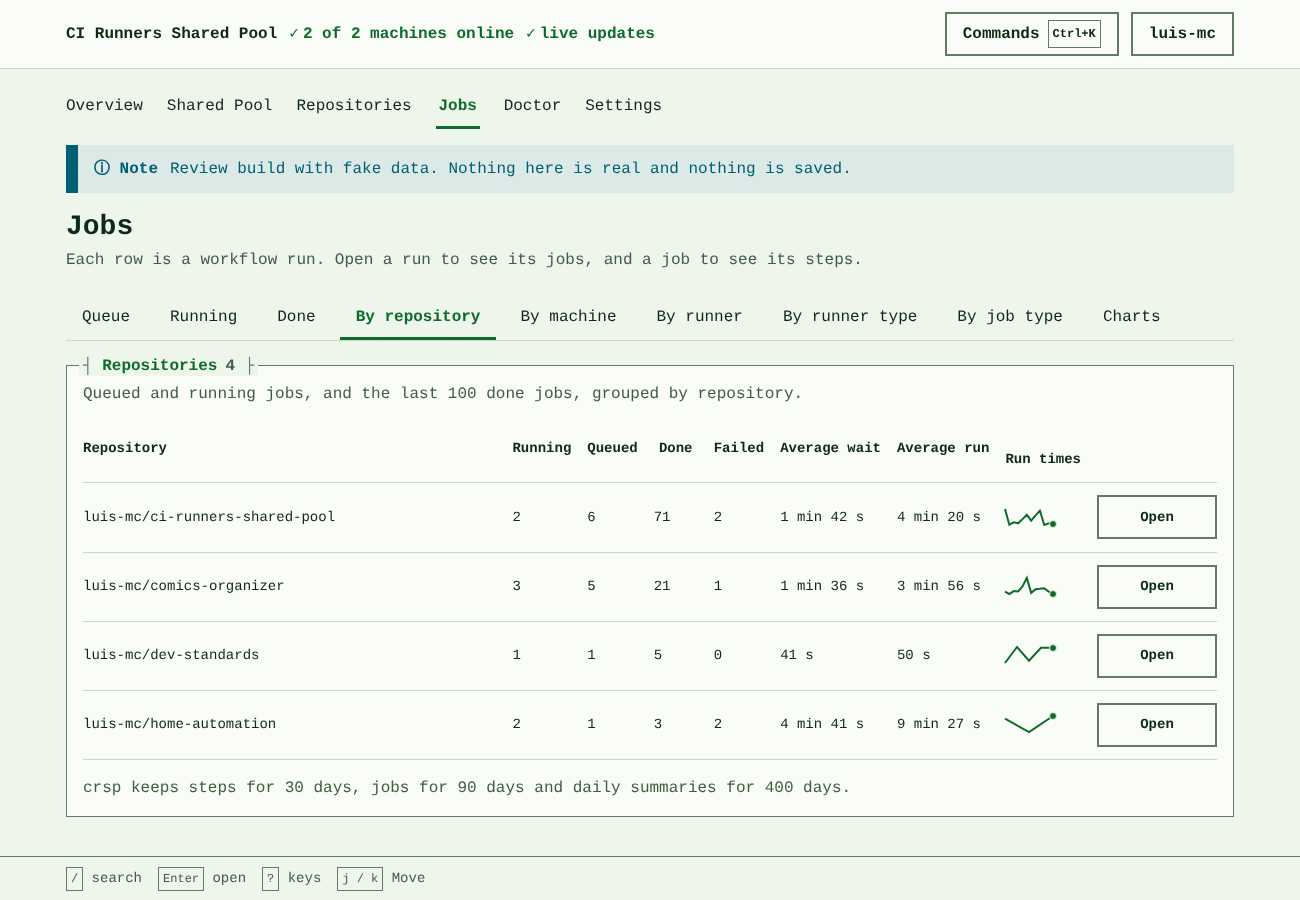 CI Runners Shared Pool ✓ 2 of 2 machines online ✓ live updates Commands Ctrl+K luis-mc
Overview Shared Pool Repositories Jobs Doctor Settings
ⓘ Note Review build with fake data. Nothing here is real and nothing is saved.
Jobs
Each row is a workflow run. Open a run to see its jobs, and a job to see its steps.
Queue Running Done By repository By machine By runner By runner type By job type Charts
Repositories 4
Queued and running jobs, and the last 100 done jobs, grouped by repository.
Repository Running Queued Done Failed Average wait Average run Run times
luis-mc/ci-runners-shared-pool 2 6 71 2 1 min 42 s 4 min 20 s Open
luis-mc/comics-organizer 3 5 21 1 1 min 36 s 3 min 56 s Open
luis-mc/dev-standards 1 1 5 0 41 s 50 s Open
luis-mc/home-automation 2 1 3 2 4 min 41 s 9 min 27 s Open
crsp keeps steps for 30 days, jobs for 90 days and daily summaries for 400 days.
/ search Enter open ? keys j / k Move